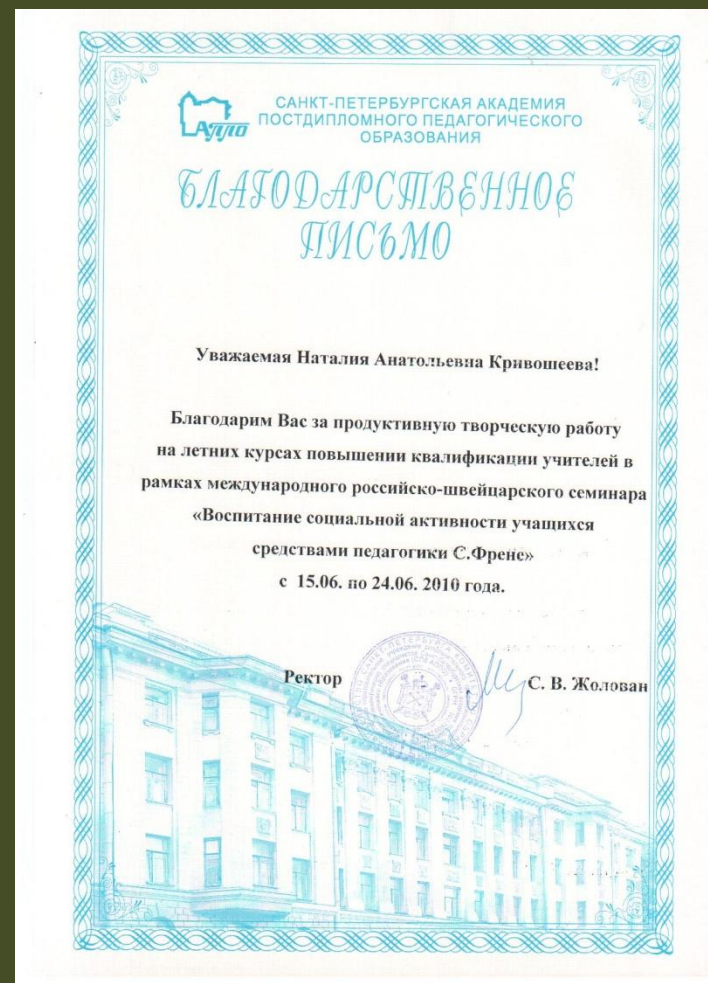 САНКТ-ПЕТЕРБУРГСКАЯ АКАДЕМИЯ
ПОСТДИПЛОМНОГО ПЕДАГОГИЧЕСКОГО
ОБРАЗОВАНИЯ
АППО
БЛАГОДАРСТВЕННОЕ
ПИСЬМО
Уважаемая Наталия Анатольевна Кривошеева!
Благодарим Вас за продуктивную творческую работу
на летних курсах повышении квалификации учителей в
рамках международного российско-швейцарского семинара
«Воспитание социальной активности учащихся
средствами педагогики С.Френе»
с 15.06. по 24.06. 2010 года.
Ректор
С. В. Жолован